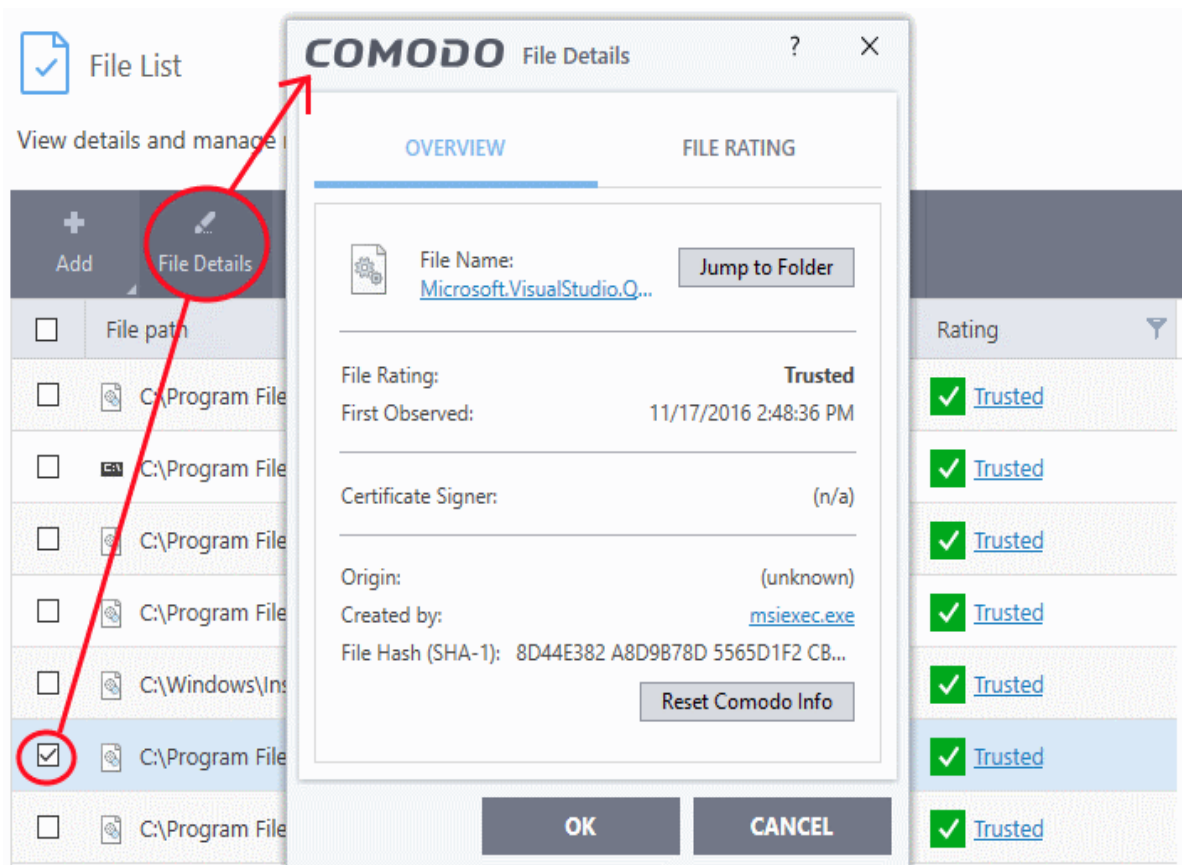 File List
View details and manage
Add
File Details
File path
C:\Program File
C:\Program File
C:\Program File
C:\Program File
C:\Windows\Ins
C:\Program File
C:\Program File
COMODO File Details ?
OVERVIEW FILE RATING
File Name:
Microsoft.VisualStudio.Q...
Jump to Folder
File Rating: Trusted
First Observed: 11/17/2016 2:48:36 PM
Certificate Signer: (n/a)
Origin: (unknown)
Created by: msiexec.exe
File Hash (SHA-1): 8D44E382 A8D9B78D 5565D1F2 CB...
Reset Comodo Info
OK CANCEL
Rating
Trusted
Trusted
Trusted
Trusted
Trusted
Trusted
Trusted